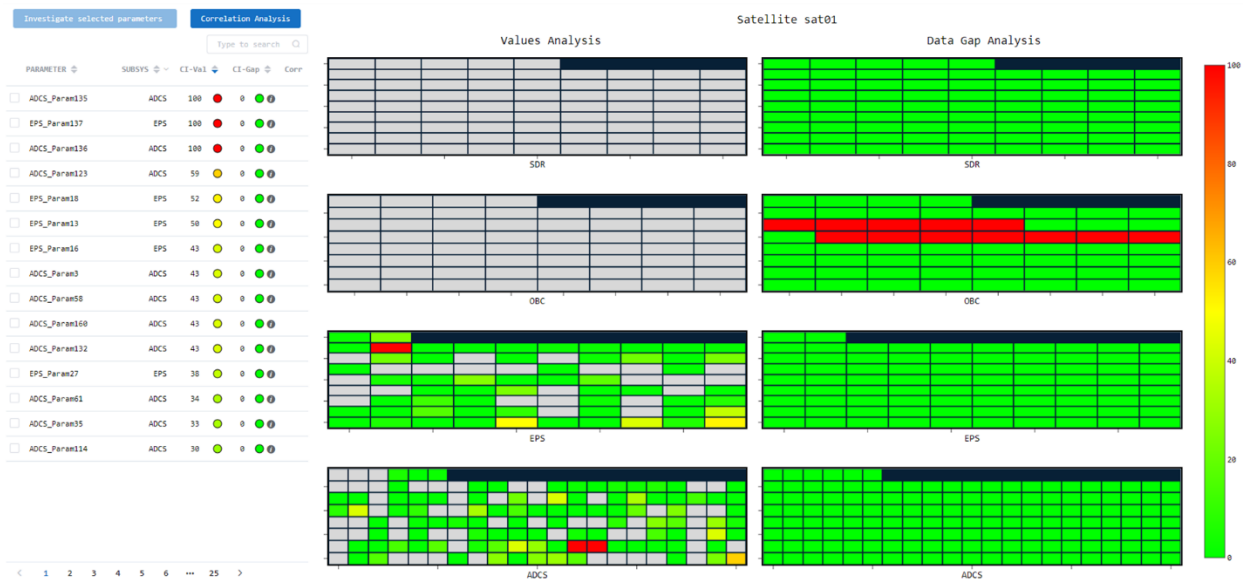 Investigate selected parameters Correlation Analysis
Type to search
PARAMETER SUBSYS CI-Val CI-Gap Corr
ADCS_Param135 ADCS 100 0
EPS_Param137 EPS 100 0
ADCS_Param136 ADCS 100 0
ADCS_Param123 ADCS 59 0
EPS_Param18 EPS 52 0
EPS_Param13 EPS 50 0
EPS_Param16 EPS 43 0
ADCS_Param3 ADCS 43 0
ADCS_Param58 ADCS 43 0
ADCS_Param160 ADCS 43 0
ADCS_Param132 ADCS 43 0
EPS_Param27 EPS 38 0
ADCS_Param61 ADCS 34 0
ADCS_Param35 ADCS 33 0
ADCS_Param114 ADCS 30 0
< 1 2 3 4 5 6 ••• 25 >
Satellite sat01
Values Analysis Data Gap Analysis
SDR SDR
OBC OBC
EPS EPS
ADCS ADCS
100
80
60
40
20
0